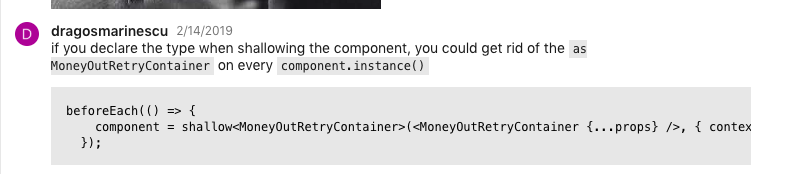 D
dragosmarinescu 2/14/2019
if you declare the type when shallowing the component, you could get rid of the as
MoneyOutRetryContainer on every component.instance()
beforeEach(() => {
    component = shallow<MoneyOutRetryContainer>(<MoneyOutRetryContainer {...props} />, { contex
  });